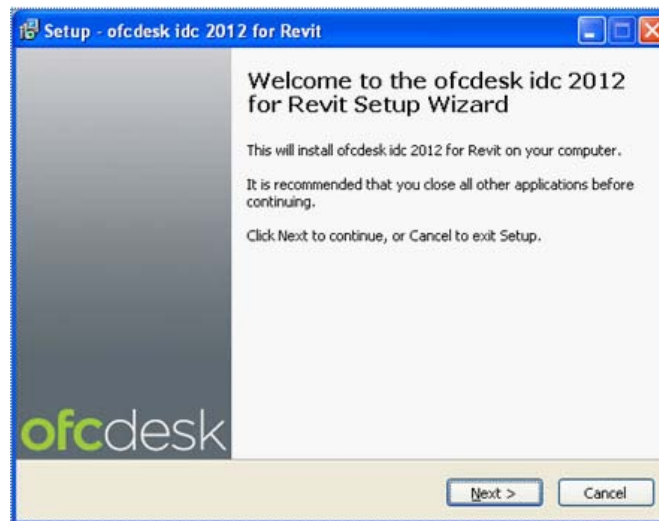 Setup - ofcdesk idc 2012 for Revit
Welcome to the ofcdesk idc 2012
for Revit Setup Wizard
This will install ofcdesk idc 2012 for Revit on your computer.
It is recommended that you close all other applications before
continuing.
Click Next to continue, or Cancel to exit Setup.
ofcdesk
Next >
Cancel